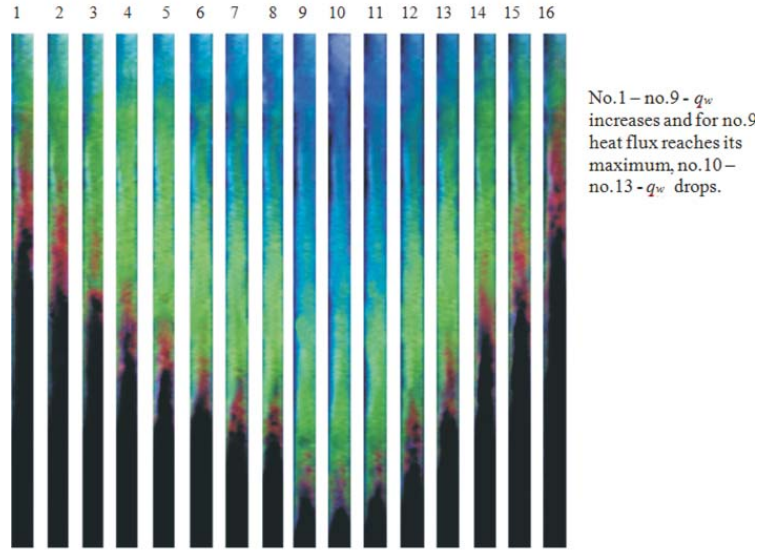 1 2 3 4 5 6 7 8 9 10 11 12 13 14 15 16
No.1 – no.9 - qw
increases and for no.9
heat flux reaches its
maximum, no.10 –
no.13 - qw drops.